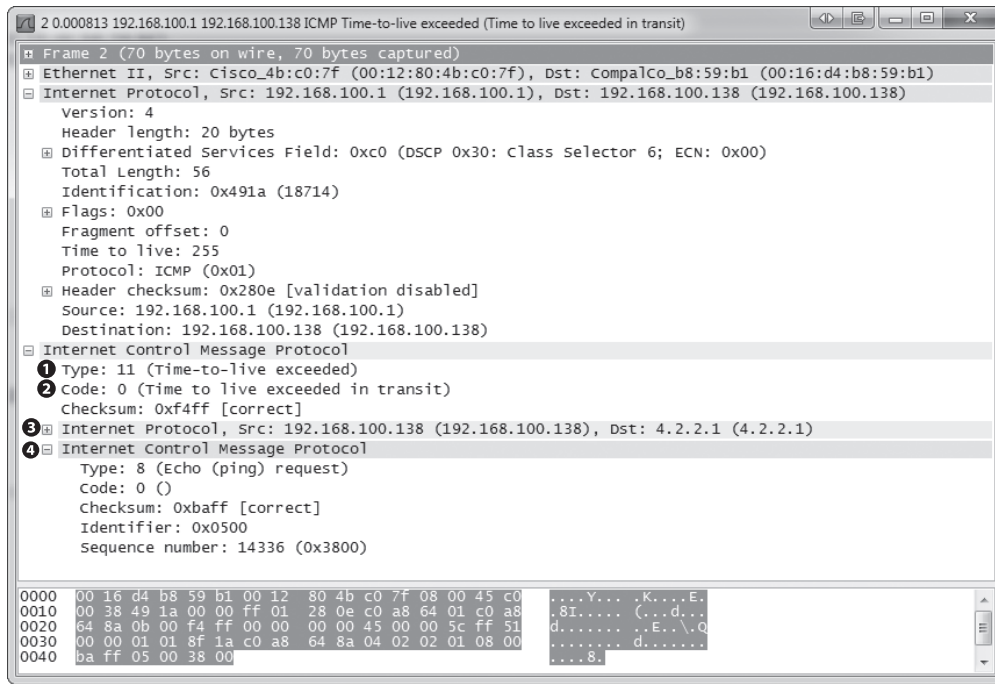 2 0.000813 192.168.100.1 192.168.100.138 ICMP Time-to-live exceeded (Time to live exceeded in transit)
Frame 2 (70 bytes on wire, 70 bytes captured)
Ethernet II, Src: Cisco_4b:c0:7f (00:12:80:4b:c0:7f), Dst: CompalCo_b8:59:b1 (00:16:d4:b8:59:b1)
Internet Protocol, Src: 192.168.100.1 (192.168.100.1), Dst: 192.168.100.138 (192.168.100.138)
Version: 4
Header length: 20 bytes
Differentiated Services Field: 0xc0 (DSCP 0x30: Class Selector 6; ECN: 0x00)
Total Length: 56
Identification: 0x491a (18714)
Flags: 0x00
Fragment offset: 0
Time to live: 255
Protocol: ICMP (0x01)
Header checksum: 0x280e [validation disabled]
Source: 192.168.100.1 (192.168.100.1)
Destination: 192.168.100.138 (192.168.100.138)
Internet Control Message Protocol
❶ Type: 11 (Time-to-live exceeded)
❷ Code: 0 (Time to live exceeded in transit)
Checksum: 0xf4ff [correct]
❸ Internet Protocol, Src: 192.168.100.138 (192.168.100.138), Dst: 4.2.2.1 (4.2.2.1)
❹ Internet Control Message Protocol
Type: 8 (Echo (ping) request)
Code: 0 ()
Checksum: 0xbaff [correct]
Identifier: 0x0500
Sequence number: 14336 (0x3800)
0000 00 16 d4 b8 59 b1 00 12 80 4b c0 7f 08 00 45 c0 ....Y... .K....E.
0010 00 38 49 1a 00 00 ff 01 28 0e c0 a8 64 01 c0 a8 .8I..... (...d...
0020 64 8a 0b 00 f4 ff 00 00 00 00 45 00 00 5c ff 51 d....... ..E..\.Q
0030 00 00 01 01 8f 1a c0 a8 64 8a 04 02 02 01 08 00 ........ d.......
0040 ba ff 05 00 38 00 ....8.